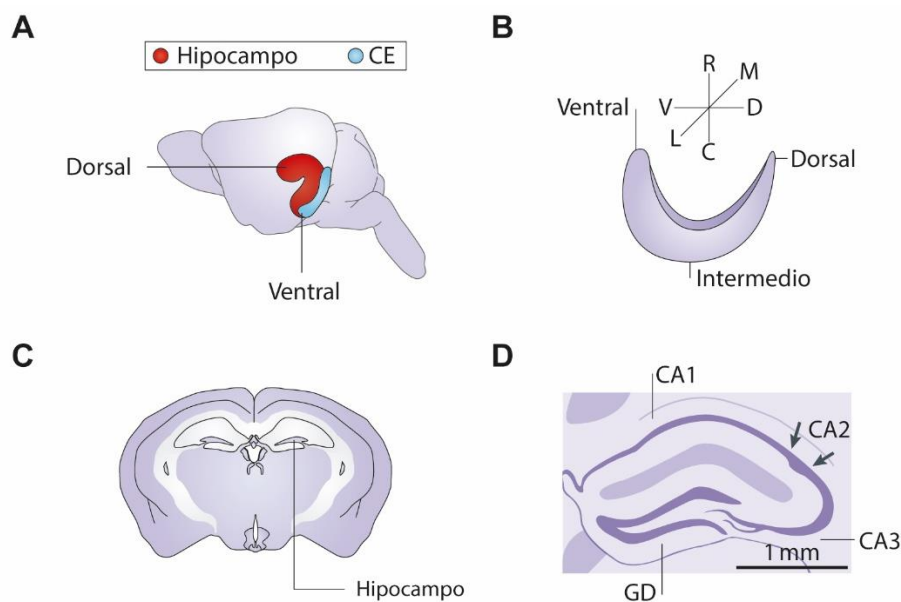 A
Hipocampo CE
Dorsal
Ventral
B
R
M
V D
L
C
Ventral
Dorsal
Intermedio
C
Hipocampo
D
CA1
CA2
CA3
1 mm
GD